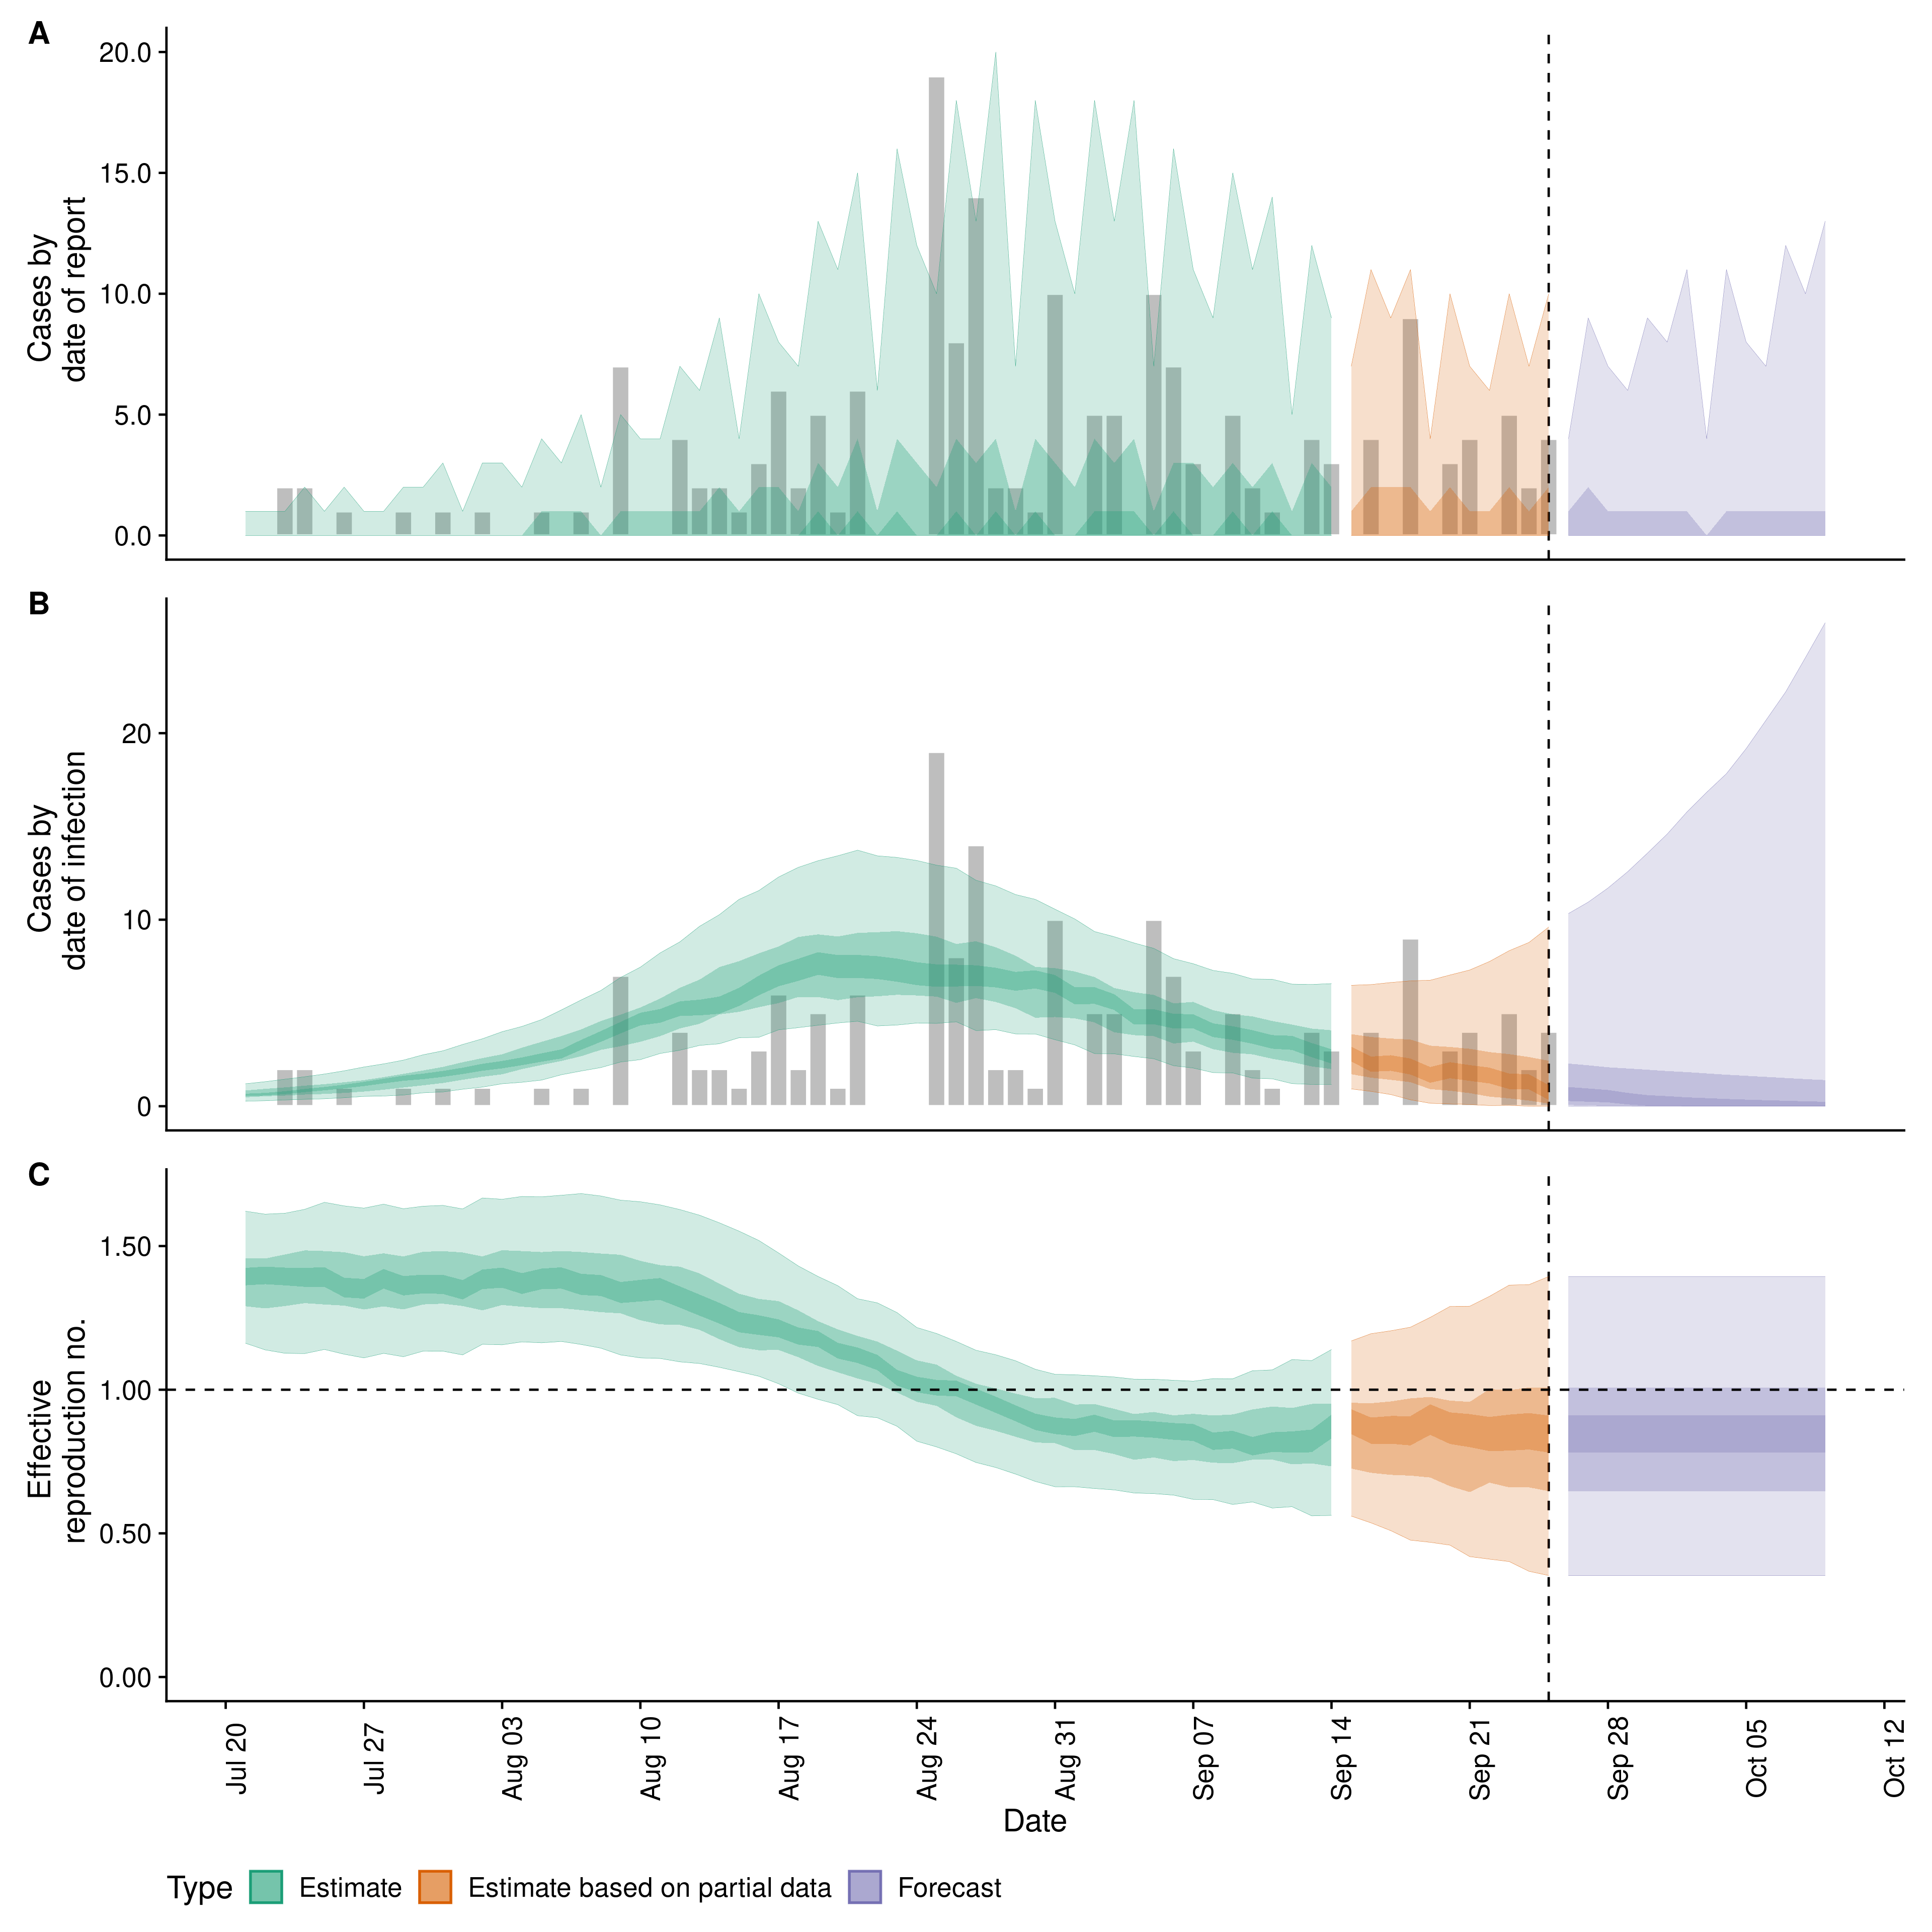 A
20.0
15.0
10.0
5.0
0.0
Cases by
date of report
B
20
10
0
Cases by
date of infection
C
1.50
1.00
0.50
0.00
Effective
reproduction no.
Jul 20
Jul 27
Aug 03
Aug 10
Aug 17
Aug 24
Aug 31
Sep 07
Sep 14
Sep 21
Sep 28
Oct 05
Oct 12
Date
Type Estimate Estimate based on partial data Forecast